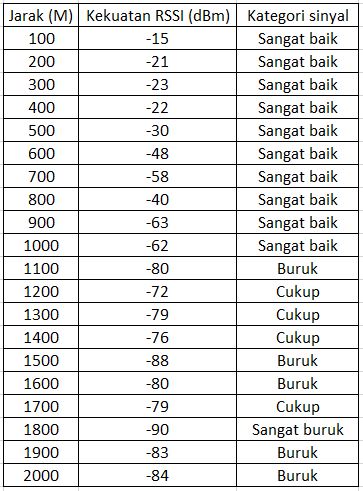 Jarak (M) Kekuatan RSSI (dBm) Kategori sinyal
100 -15 Sangat baik
200 -21 Sangat baik
300 -23 Sangat baik
400 -22 Sangat baik
500 -30 Sangat baik
600 -48 Sangat baik
700 -58 Sangat baik
800 -40 Sangat baik
900 -63 Sangat baik
1000 -62 Sangat baik
1100 -80 Buruk
1200 -72 Cukup
1300 -79 Cukup
1400 -76 Cukup
1500 -88 Buruk
1600 -80 Buruk
1700 -79 Cukup
1800 -90 Sangat buruk
1900 -83 Buruk
2000 -84 Buruk